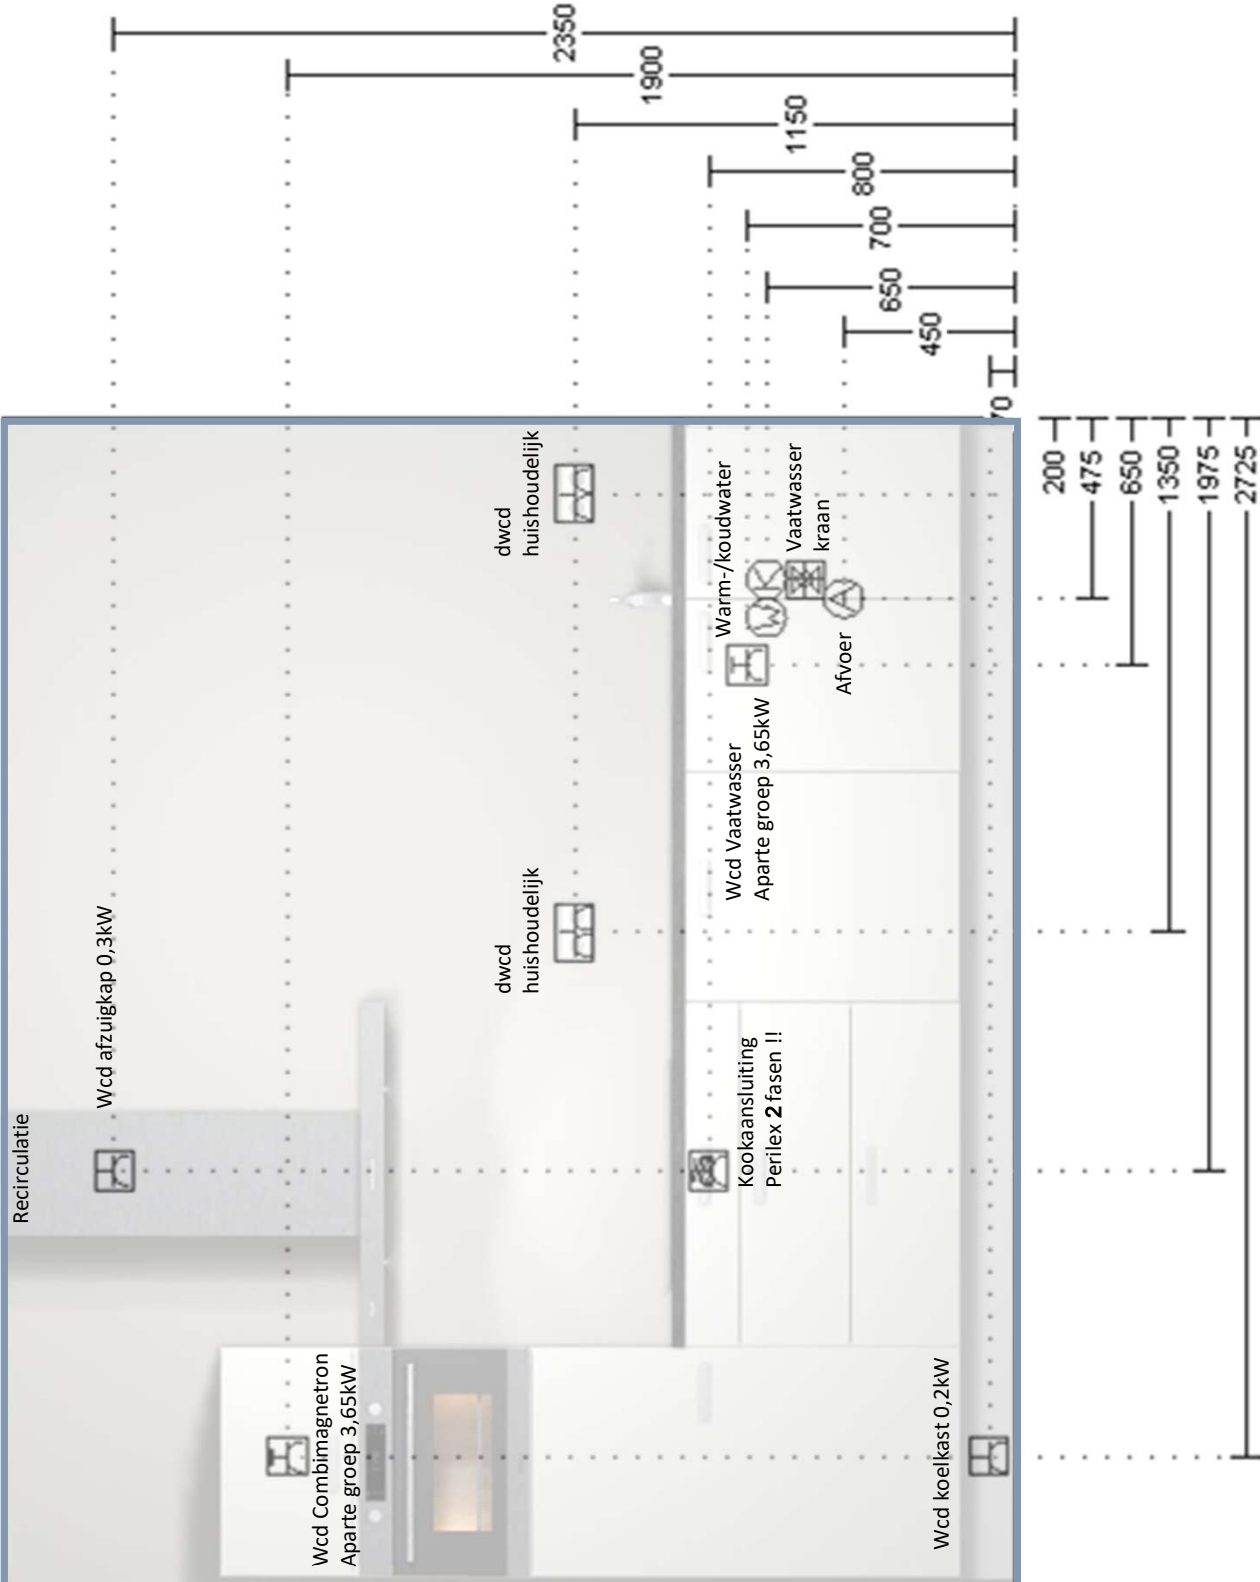 Recirculatie
Wcd afzuigkap 0,3kW
Wcd Combimagnetron
Aparte groep 3,65kW
dwcd
huishoudelijk
dwcd
huishoudelijk
Kookaansluiting
Perilex 2 fasen !!
Wcd Vaatwasser
Aparte groep 3,65kW
Warm-/koudwater
W
K
Vaatwasser
kraan
Afvoer
A
Wcd koelkast 0,2kW
2350
1900
1150
800
700
650
450
70
200
475
650
1350
1975
2725